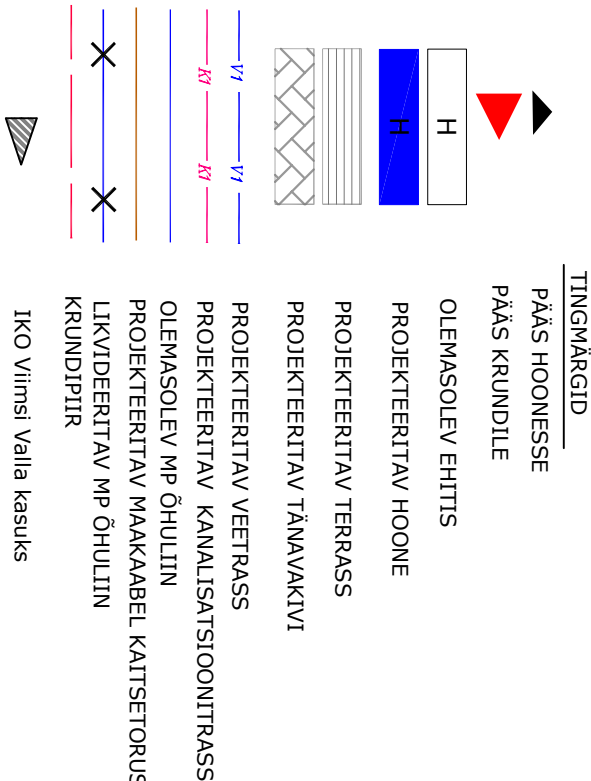 TINGMÄRGID
PÄÄS HOONESSE
PÄÄS KRUNDILE
H OLEMASOLEV EHITIS
H PROJEKTEERITAV HOONE
PROJEKTEERITAV TERRASS
PROJEKTEERITAV TÄNAVAKIVI
V1 V1 PROJEKTEERITAV VEETRASS
K1 K1 PROJEKTEERITAV KANALISATSIOONITRASS
OLEMASOLEV MP ÕHULIIN
PROJEKTEERITAV MAAKAABEL KAITSETORUS
LIKVIDEERITAV MP ÕHULIIN
KRUNDIPIIR
IKO Viimsi Valla kasuks